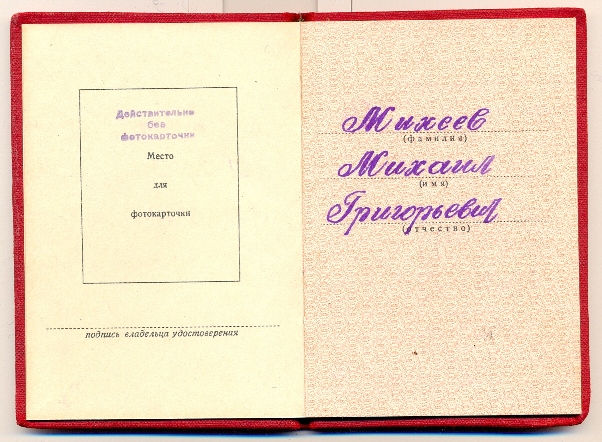 Действительно
без
фотокарточки
Место
для
фотокарточки
подпись владельца удостоверения
Михеев
(фамилия)
Михаил
(имя)
Григорьевич
(отчество)